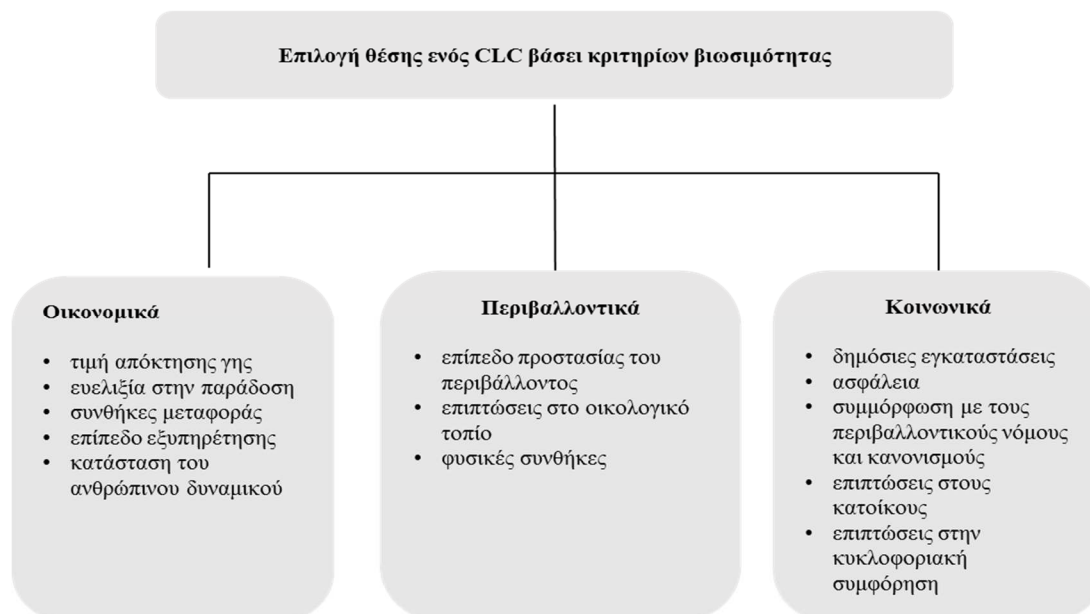 Επιλογή θέσης ενός CLC βάσει κριτηρίων βιωσιμότητας
Οικονομικά
• τιμή απόκτησης γης
• ευελιξία στην παράδοση
• συνθήκες μεταφοράς
• επίπεδο εξυπηρέτησης
• κατάσταση του
ανθρώπινου δυναμικού
Περιβαλλοντικά
• επίπεδο προστασίας του
περιβάλλοντος
• επιπτώσεις στο οικολογικό
τοπίο
• φυσικές συνθήκες
Κοινωνικά
• δημόσιες εγκαταστάσεις
• ασφάλεια
• συμμόρφωση με τους
περιβαλλοντικούς νόμους
και κανονισμούς
• επιπτώσεις στους
κατοίκους
• επιπτώσεις στην
κυκλοφοριακή
συμφόρηση